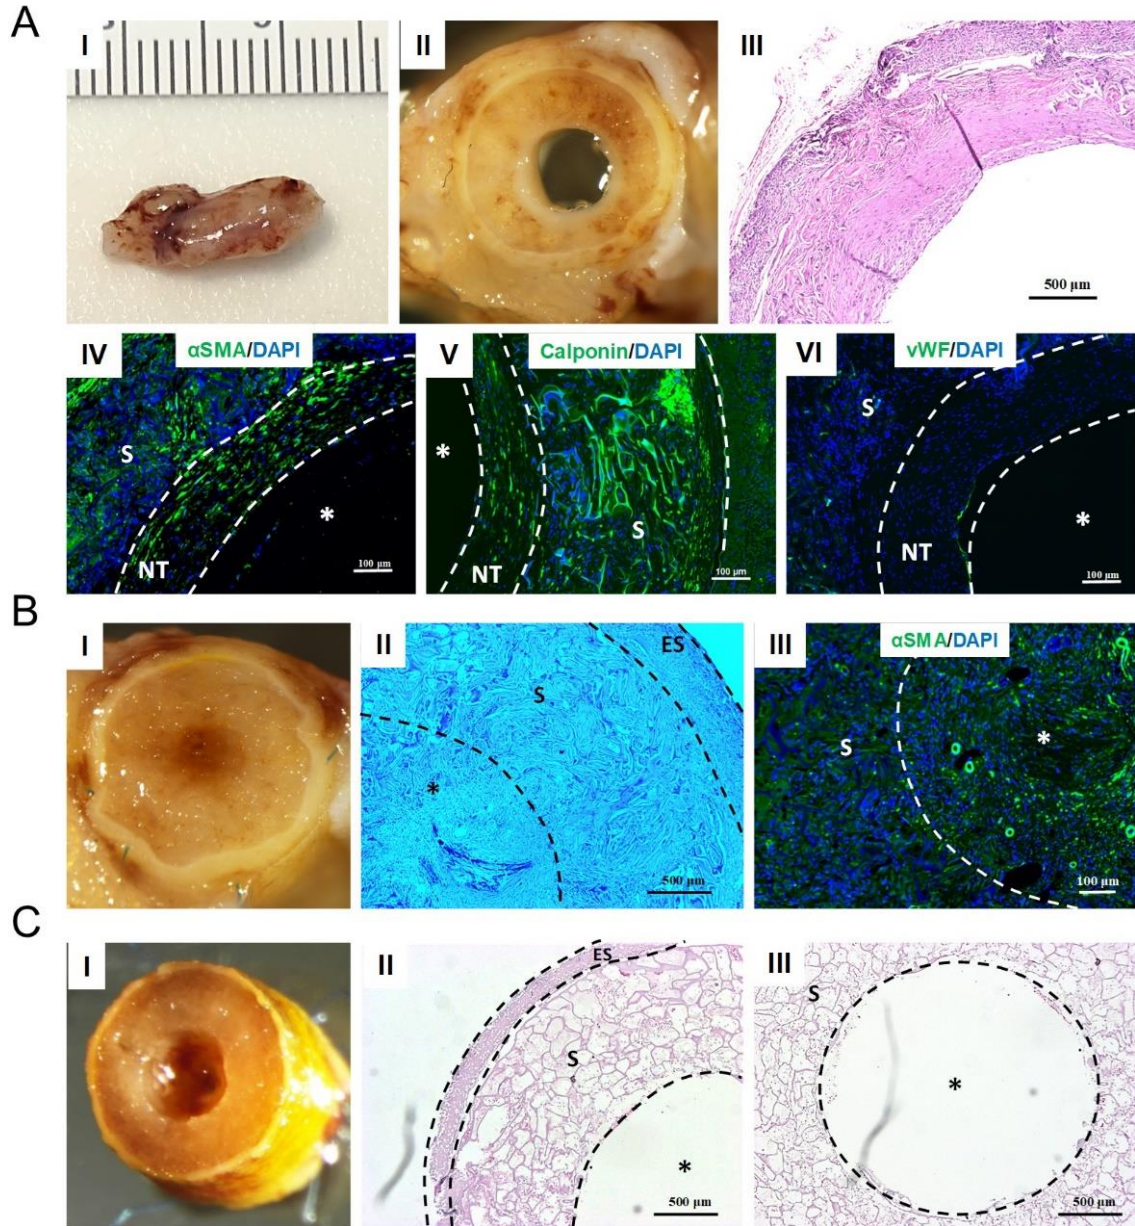 A
I
II
III
500 µm
IV
αSMA/DAPI
S
NT
*
100 µm
V
Calponin/DAPI
*
NT
S
100 µm
VI
vWF/DAPI
S
NT
*
100 µm
B
I
II
ES
S
*
500 µm
III
αSMA/DAPI
S
*
100 µm
C
I
II
ES
S
*
500 µm
III
S
*
500 µm